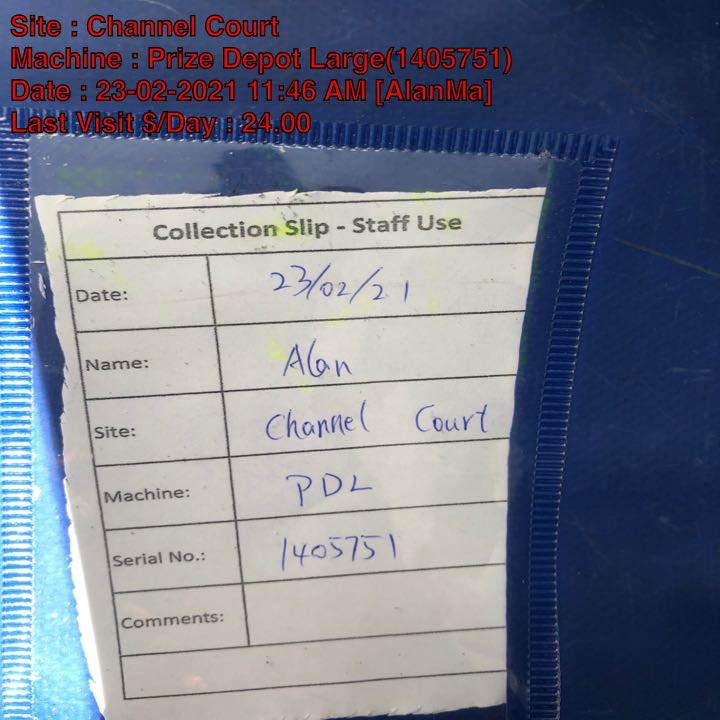 Site : Channel Court
Machine : Prize Depot Large(1405751)
Date : 23-02-2021 11:46 AM [AlanMa]
Last Visit $/Day : 24.00
Collection Slip - Staff Use
Date: 23/02/21
Name: Alan
Site: Channel Court
Machine: PDL
Serial No.: 1405751
Comments: